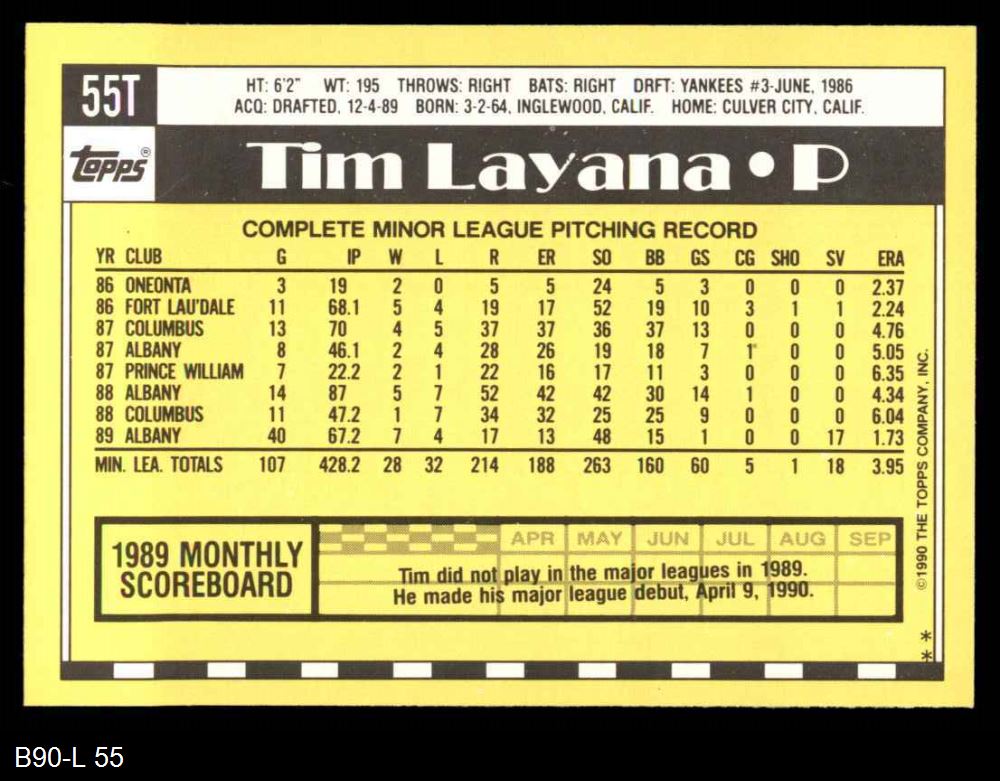 55T
HT: 6'2" WT: 195 THROWS: RIGHT BATS: RIGHT DRFT: YANKEES #3-JUNE, 1986
ACQ: DRAFTED, 12-4-89 BORN: 3-2-64, INGLEWOOD, CALIF. HOME: CULVER CITY, CALIF.
TOPPS®
Tim Layana • P
COMPLETE MINOR LEAGUE PITCHING RECORD
YR CLUB G IP W L R ER SO BB GS CG SHO SV ERA
86 ONEONTA 3 19 2 0 5 5 24 5 3 0 0 0 2.37
86 FORT LAU'DALE 11 68.1 5 4 19 17 52 19 10 3 1 1 2.24
87 COLUMBUS 13 70 4 5 37 37 36 37 13 0 0 0 4.76
87 ALBANY 8 46.1 2 4 28 26 19 18 7 1 0 0 5.05
87 PRINCE WILLIAM 7 22.2 2 1 22 16 17 11 3 0 0 0 6.35
88 ALBANY 14 87 5 7 52 42 42 30 14 1 0 0 4.34
88 COLUMBUS 11 47.2 1 7 34 32 25 25 9 0 0 0 6.04
89 ALBANY 40 67.2 7 4 17 13 48 15 1 0 0 17 1.73
MIN. LEA. TOTALS 107 428.2 28 32 214 188 263 160 60 5 1 18 3.95
1989 MONTHLY
SCOREBOARD
APR MAY JUN JUL AUG SEP
Tim did not play in the major leagues in 1989.
He made his major league debut, April 9, 1990.
©1990 THE TOPPS COMPANY, INC.
**
B90-L 55